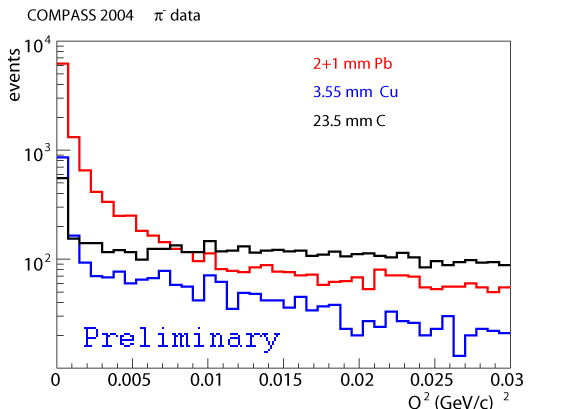 COMPASS 2004 π⁻ data
10⁴
events
2+1 mm Pb
3.55 mm Cu
23.5 mm C
10³
10²
Preliminary
0 0.005 0.01 0.015 0.02 0.025 0.03
Q² (GeV/c) ²